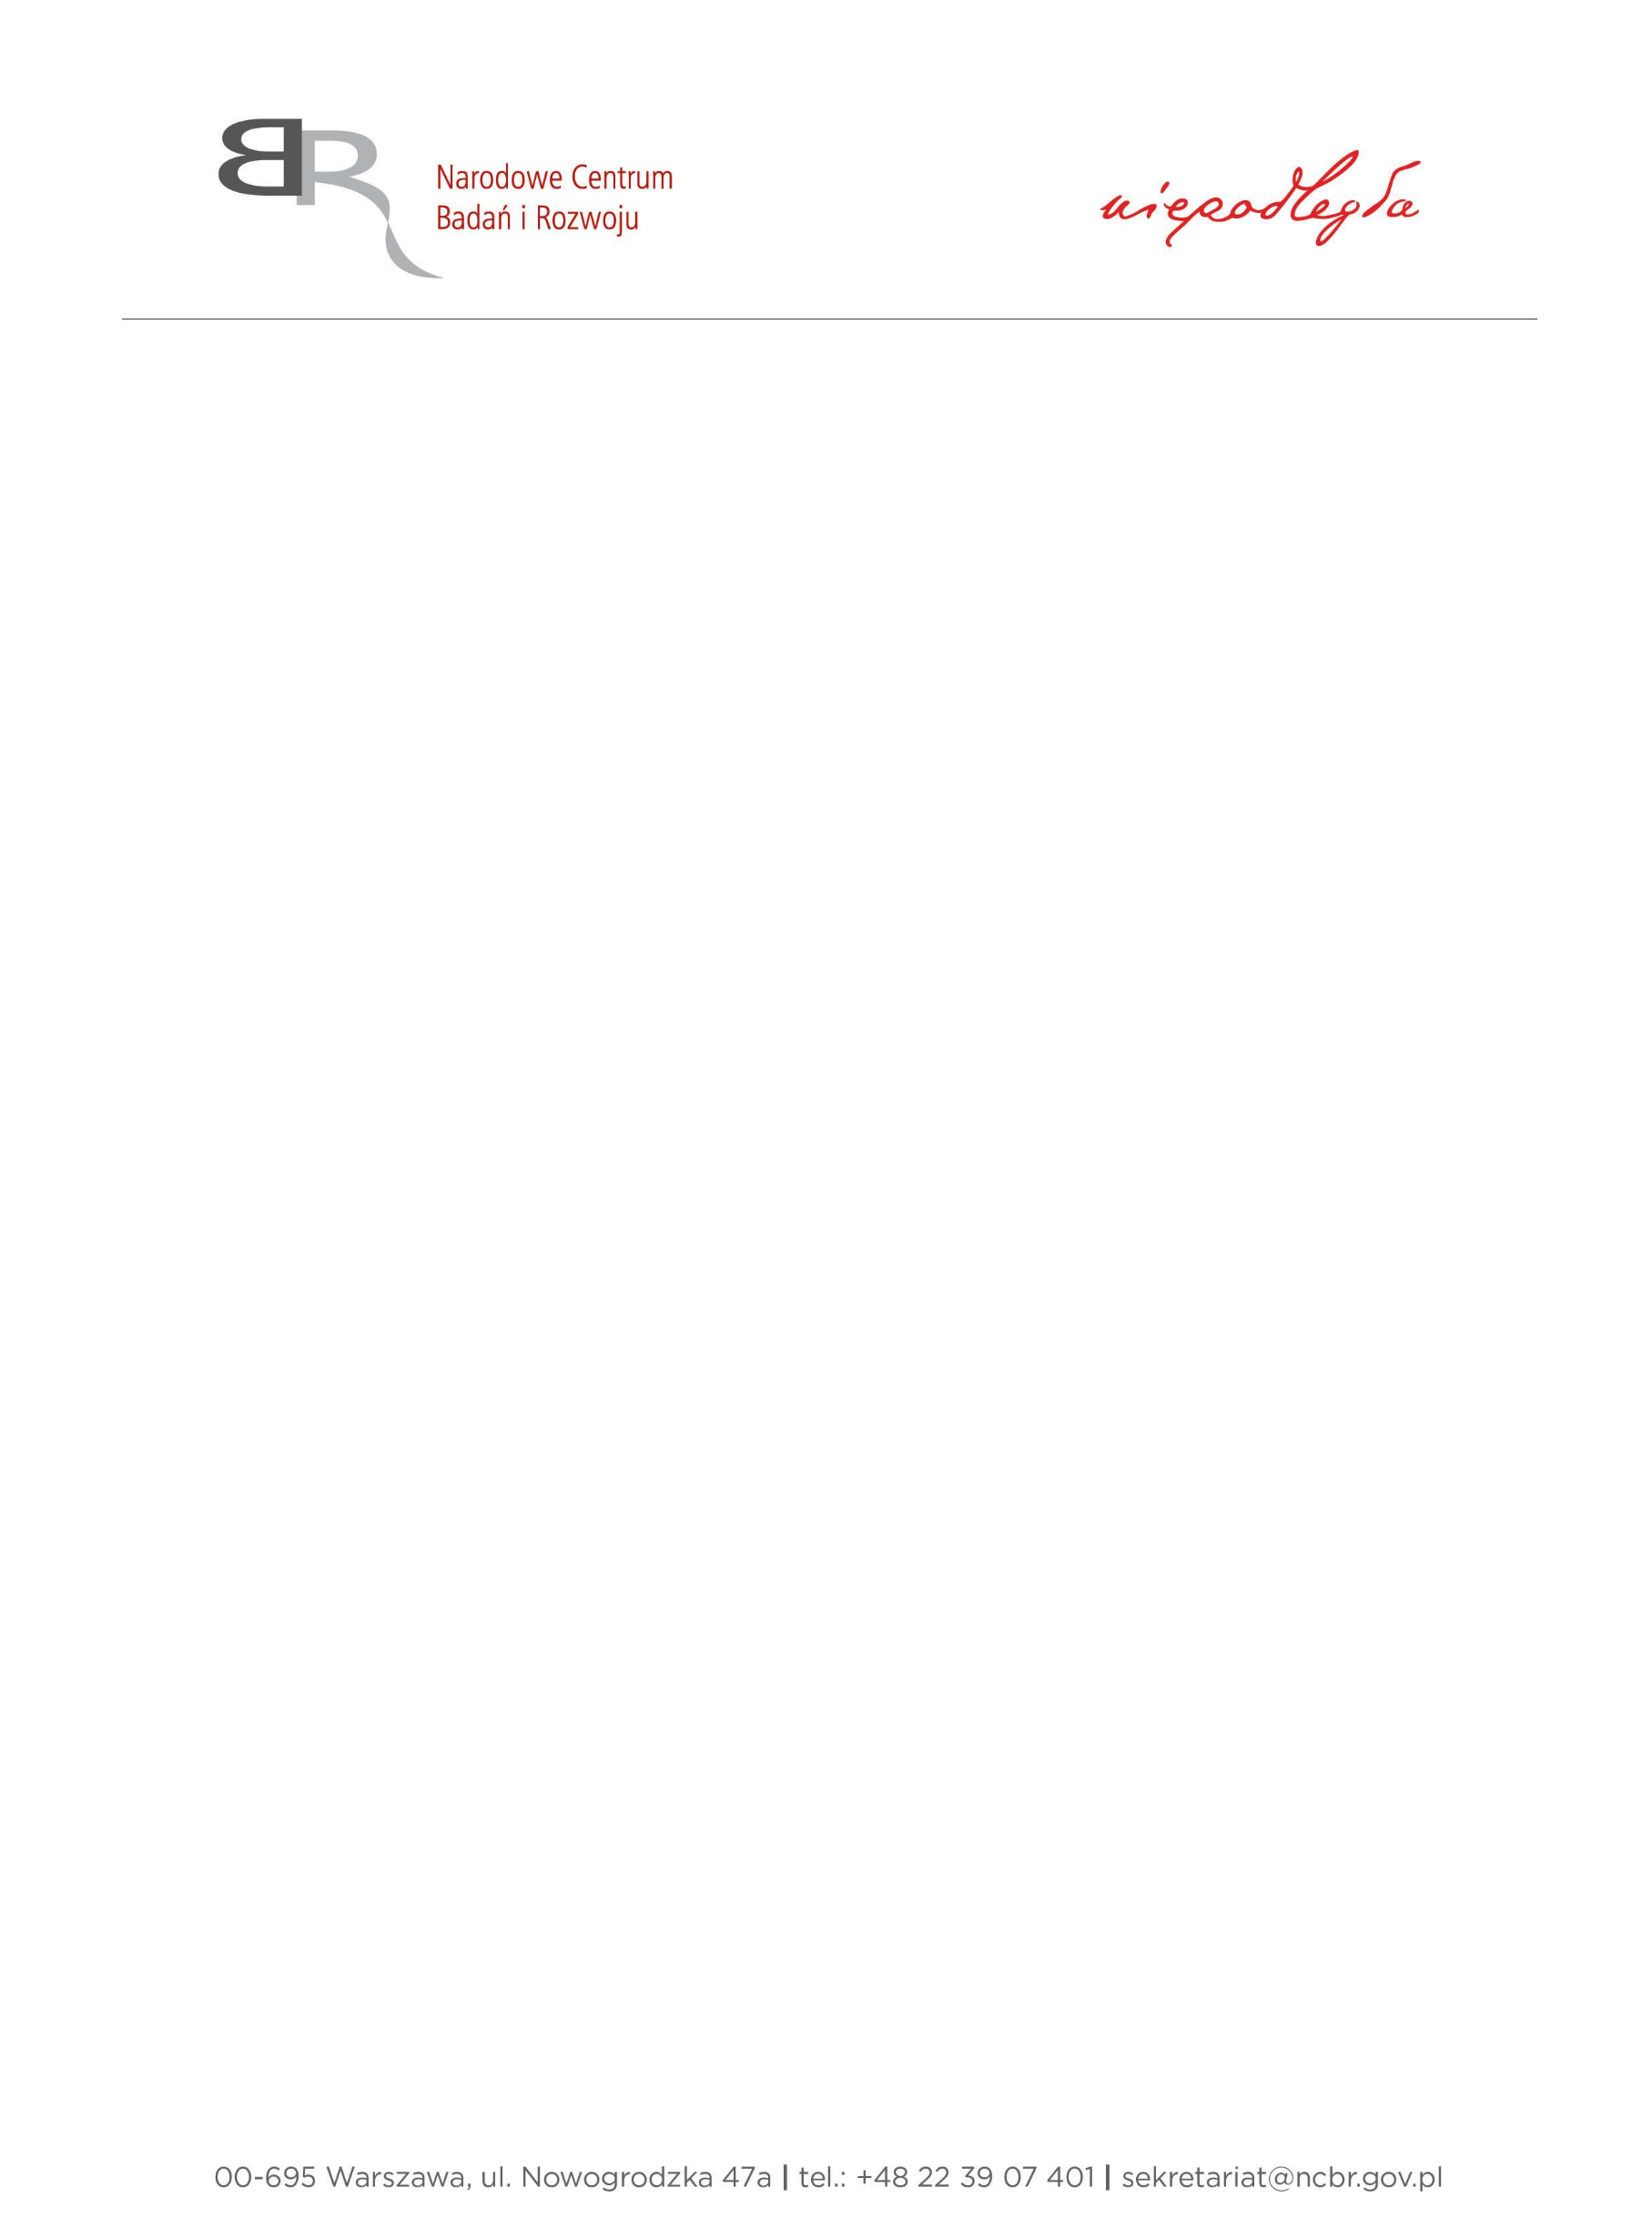 BR
Narodowe Centrum
Badań i Rozwoju
niepodległa
00-695 Warszawa, ul. Nowogrodzka 47a | tel.: +48 22 39 07 401 | sekretariat@ncbr.gov.pl